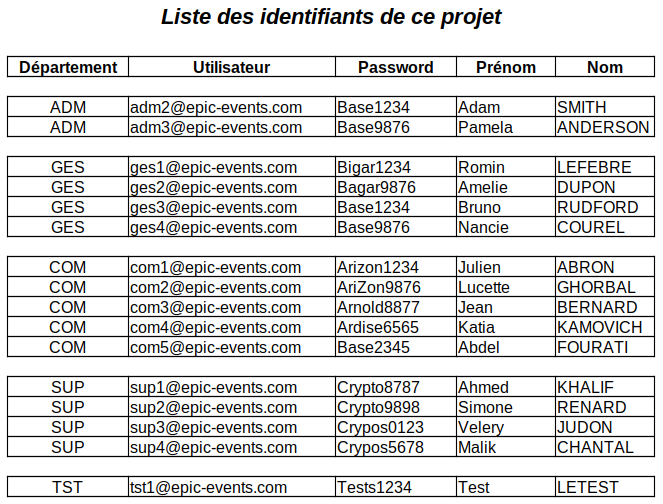 Liste des identifiants de ce projet
Département Utilisateur Password Prénom Nom
ADM adm2@epic-events.com Base1234 Adam SMITH
ADM adm3@epic-events.com Base9876 Pamela ANDERSON
GES ges1@epic-events.com Bigar1234 Romin LEFEBRE
GES ges2@epic-events.com Bagar9876 Amelie DUPON
GES ges3@epic-events.com Base1234 Bruno RUDFORD
GES ges4@epic-events.com Base9876 Nancie COUREL
COM com1@epic-events.com Arizon1234 Julien ABRON
COM com2@epic-events.com AriZon9876 Lucette GHORBAL
COM com3@epic-events.com Arnold8877 Jean BERNARD
COM com4@epic-events.com Ardise6565 Katia KAMOVICH
COM com5@epic-events.com Base2345 Abdel FOURATI
SUP sup1@epic-events.com Crypto8787 Ahmed KHALIF
SUP sup2@epic-events.com Crypto9898 Simone RENARD
SUP sup3@epic-events.com Crypos0123 Velery JUDON
SUP sup4@epic-events.com Crypos5678 Malik CHANTAL
TST tst1@epic-events.com Tests1234 Test LETEST